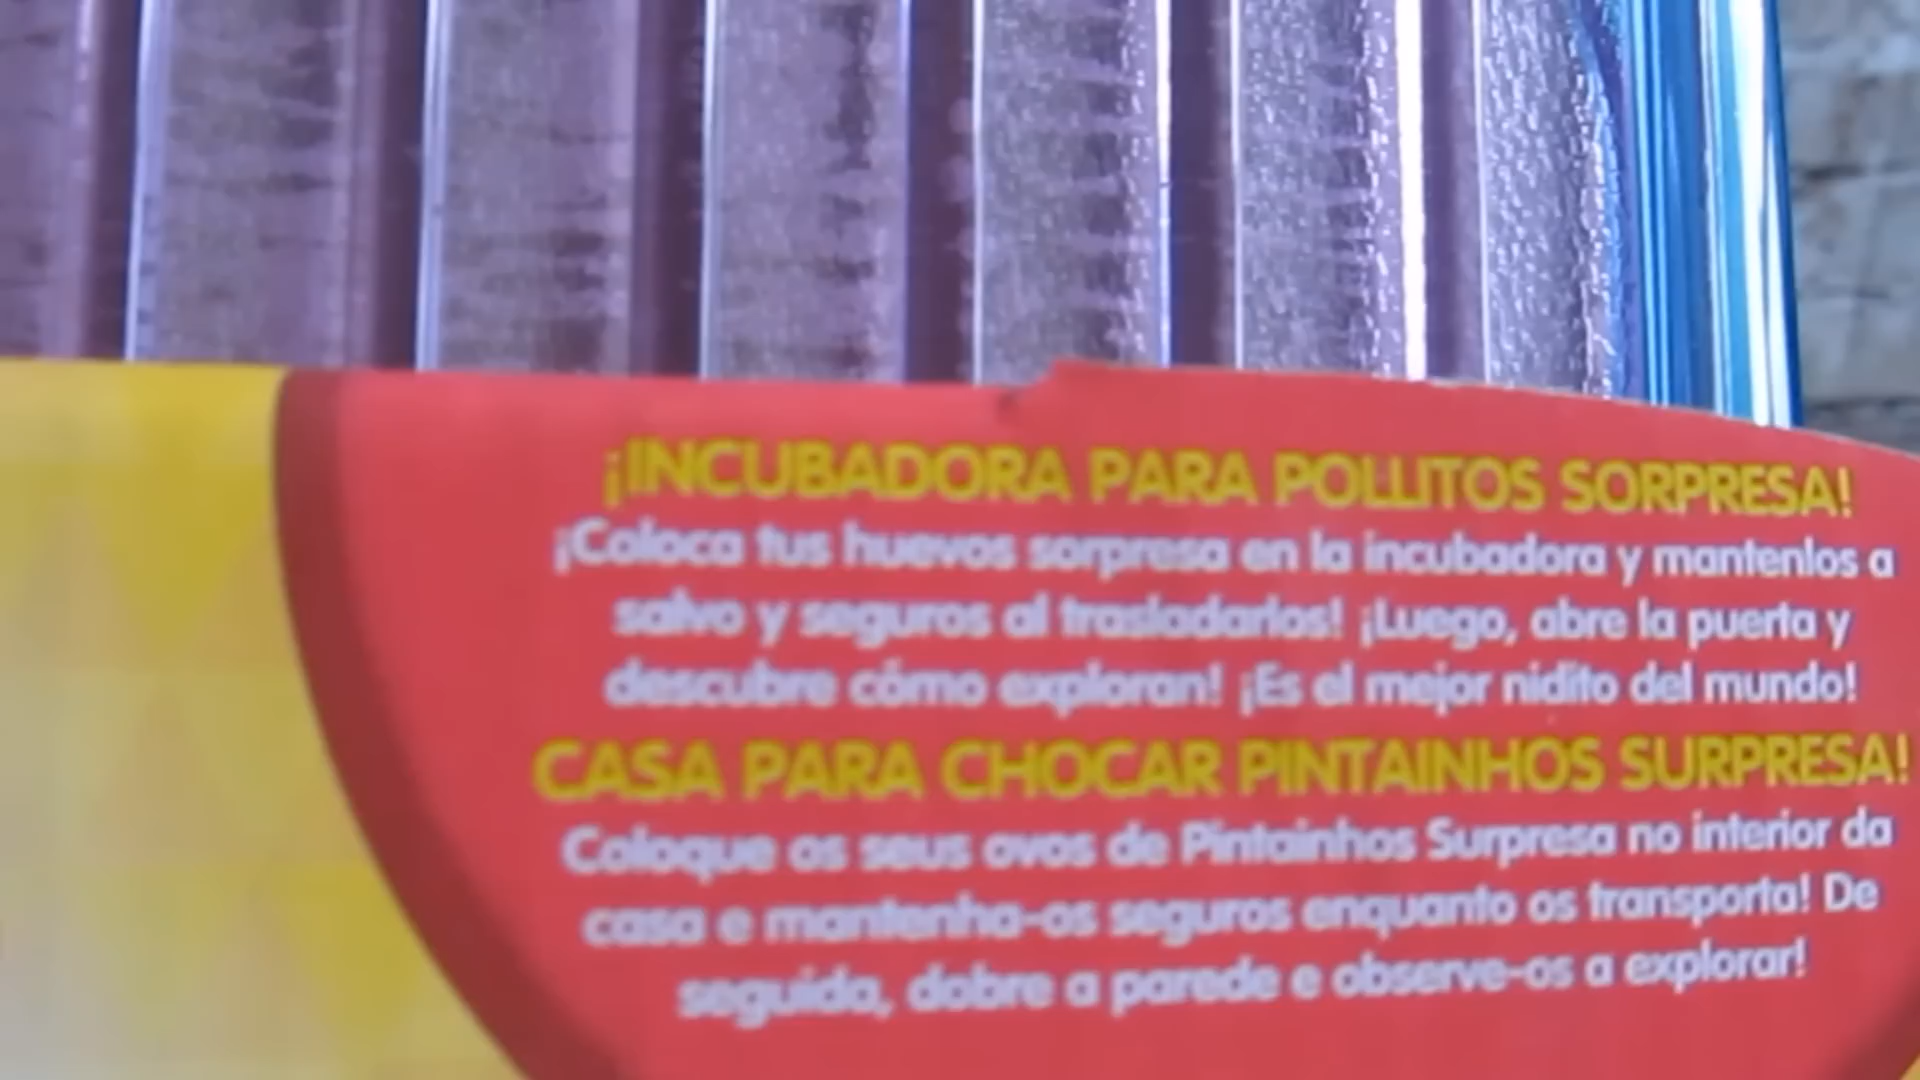 ¡INCUBADORA PARA POLLITOS SORPRESA!
¡Coloca tus huevos sorpresa en la incubadora y mantenlos a
salvo y seguros al trasladarlos! ¡Luego, abre la puerta y
descubre cómo exploran! ¡Es el mejor nidito del mundo!
CASA PARA CHOCAR PINTAINHOS SURPRESA!
Coloque os seus ovos de Pintainhos Surpresa no interior da
casa e mantenha-os seguros enquanto os transporta! De
seguida, dobre a parede e observe-os a explorar!